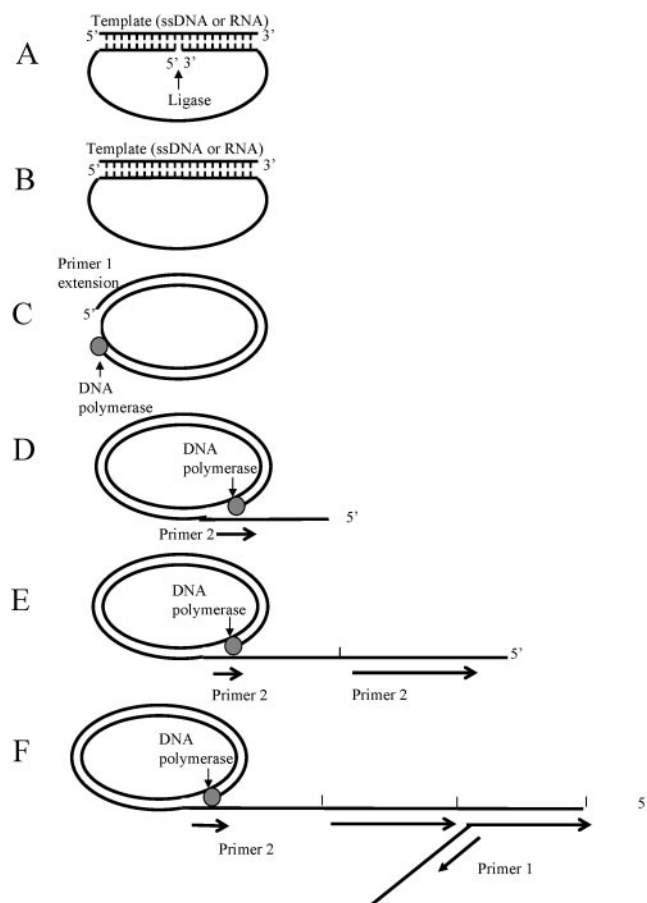 Template (ssDNA or RNA)
5’ 3’
A
5’ 3’
Ligase
Template (ssDNA or RNA)
5’ 3’
B
Primer 1
extension
C
5’
DNA
polymerase
D
DNA
polymerase
5’
Primer 2
E
DNA
polymerase
5’
Primer 2 Primer 2
F
DNA
polymerase
5’
Primer 2 Primer 1